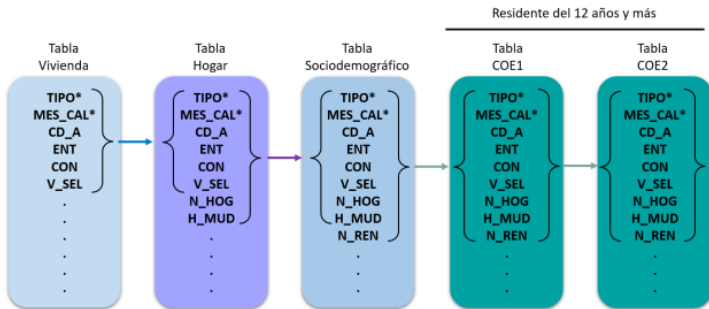 Residente del 12 años y más
Tabla
Vivienda
TIPO*
MES_CAL*
CD_A
ENT
CON
V_SEL
Tabla
Hogar
TIPO*
MES_CAL*
CD_A
ENT
CON
V_SEL
N_HOG
H_MUD
Tabla
Sociodemográfico
TIPO*
MES_CAL*
CD_A
ENT
CON
V_SEL
N_HOG
H_MUD
N_REN
Tabla
COE1
TIPO*
MES_CAL*
CD_A
ENT
CON
V_SEL
N_HOG
H_MUD
N_REN
Tabla
COE2
TIPO*
MES_CAL*
CD_A
ENT
CON
V_SEL
N_HOG
H_MUD
N_REN